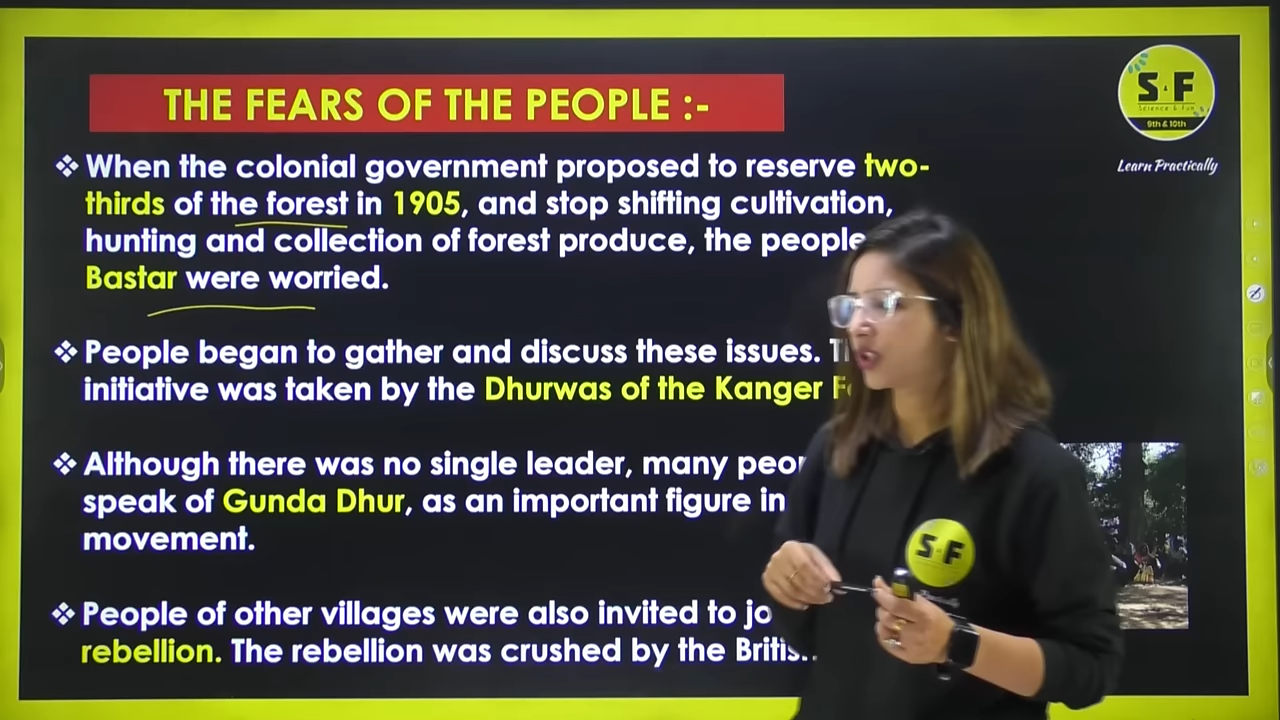 THE FEARS OF THE PEOPLE :-
S&F
Science & Fun
9th & 10th
Learn Practically
❖ When the colonial government proposed to reserve two-
thirds of the forest in 1905, and stop shifting cultivation,
hunting and collection of forest produce, the people
Bastar were worried.
❖ People began to gather and discuss these issues.
initiative was taken by the Dhurwas of the Kanger
❖ Although there was no single leader, many
speak of Gunda Dhur, as an important figure in
movement.
❖ People of other villages were also invited to
rebellion. The rebellion was crushed by the
S&F